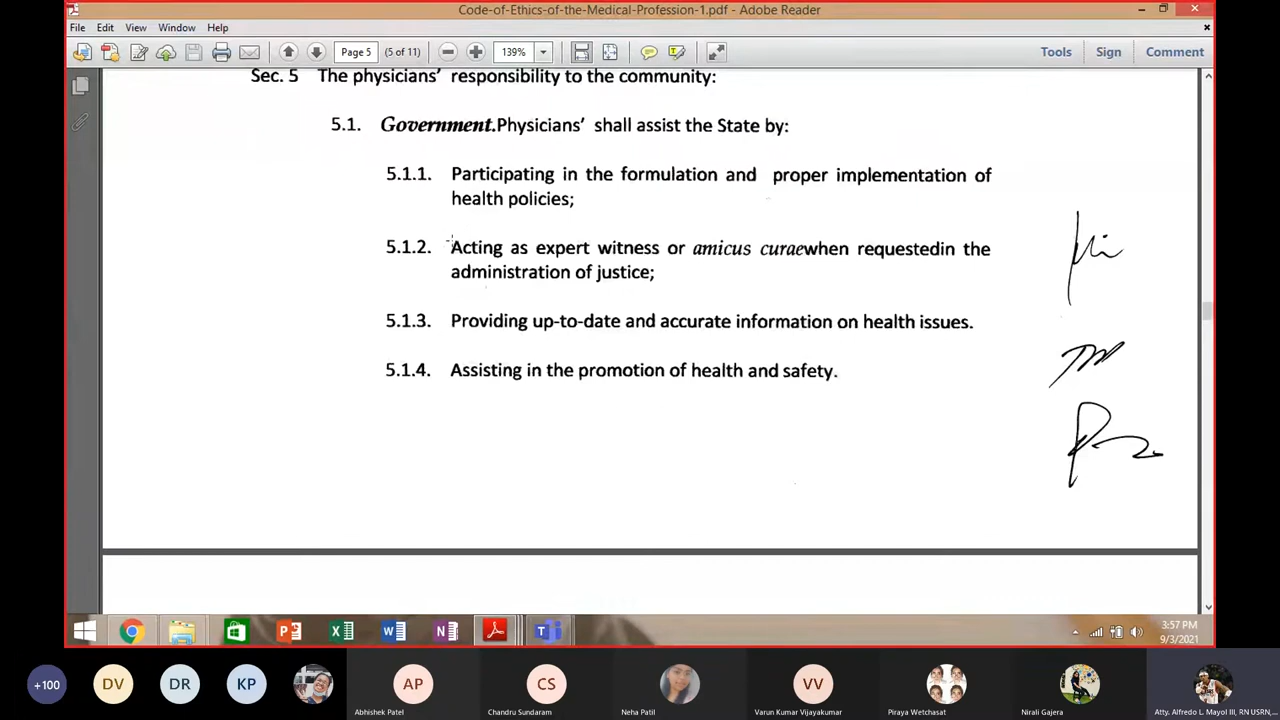 Code-of-Ethics-of-the-Medical-Profession-1.pdf - Adobe Reader
File Edit View Window Help
Page 5 (5 of 11) 139% Tools Sign Comment
Sec. 5 The physicians’ responsibility to the community:
5.1. Government.Physicians’ shall assist the State by:
5.1.1. Participating in the formulation and proper implementation of
health policies;
5.1.2. Acting as expert witness or amicus curaewhen requestedin the
administration of justice;
5.1.3. Providing up-to-date and accurate information on health issues.
5.1.4. Assisting in the promotion of health and safety.
3:57 PM
9/3/2021
+100 DV DR KP AP CS VV
Abhishek Patel Chandru Sundaram Neha Patil Varun Kumar Vijayakumar Piraya Wetchasat Nirali Gajera Atty. Alfredo L. Mayol III, RN USRN,...